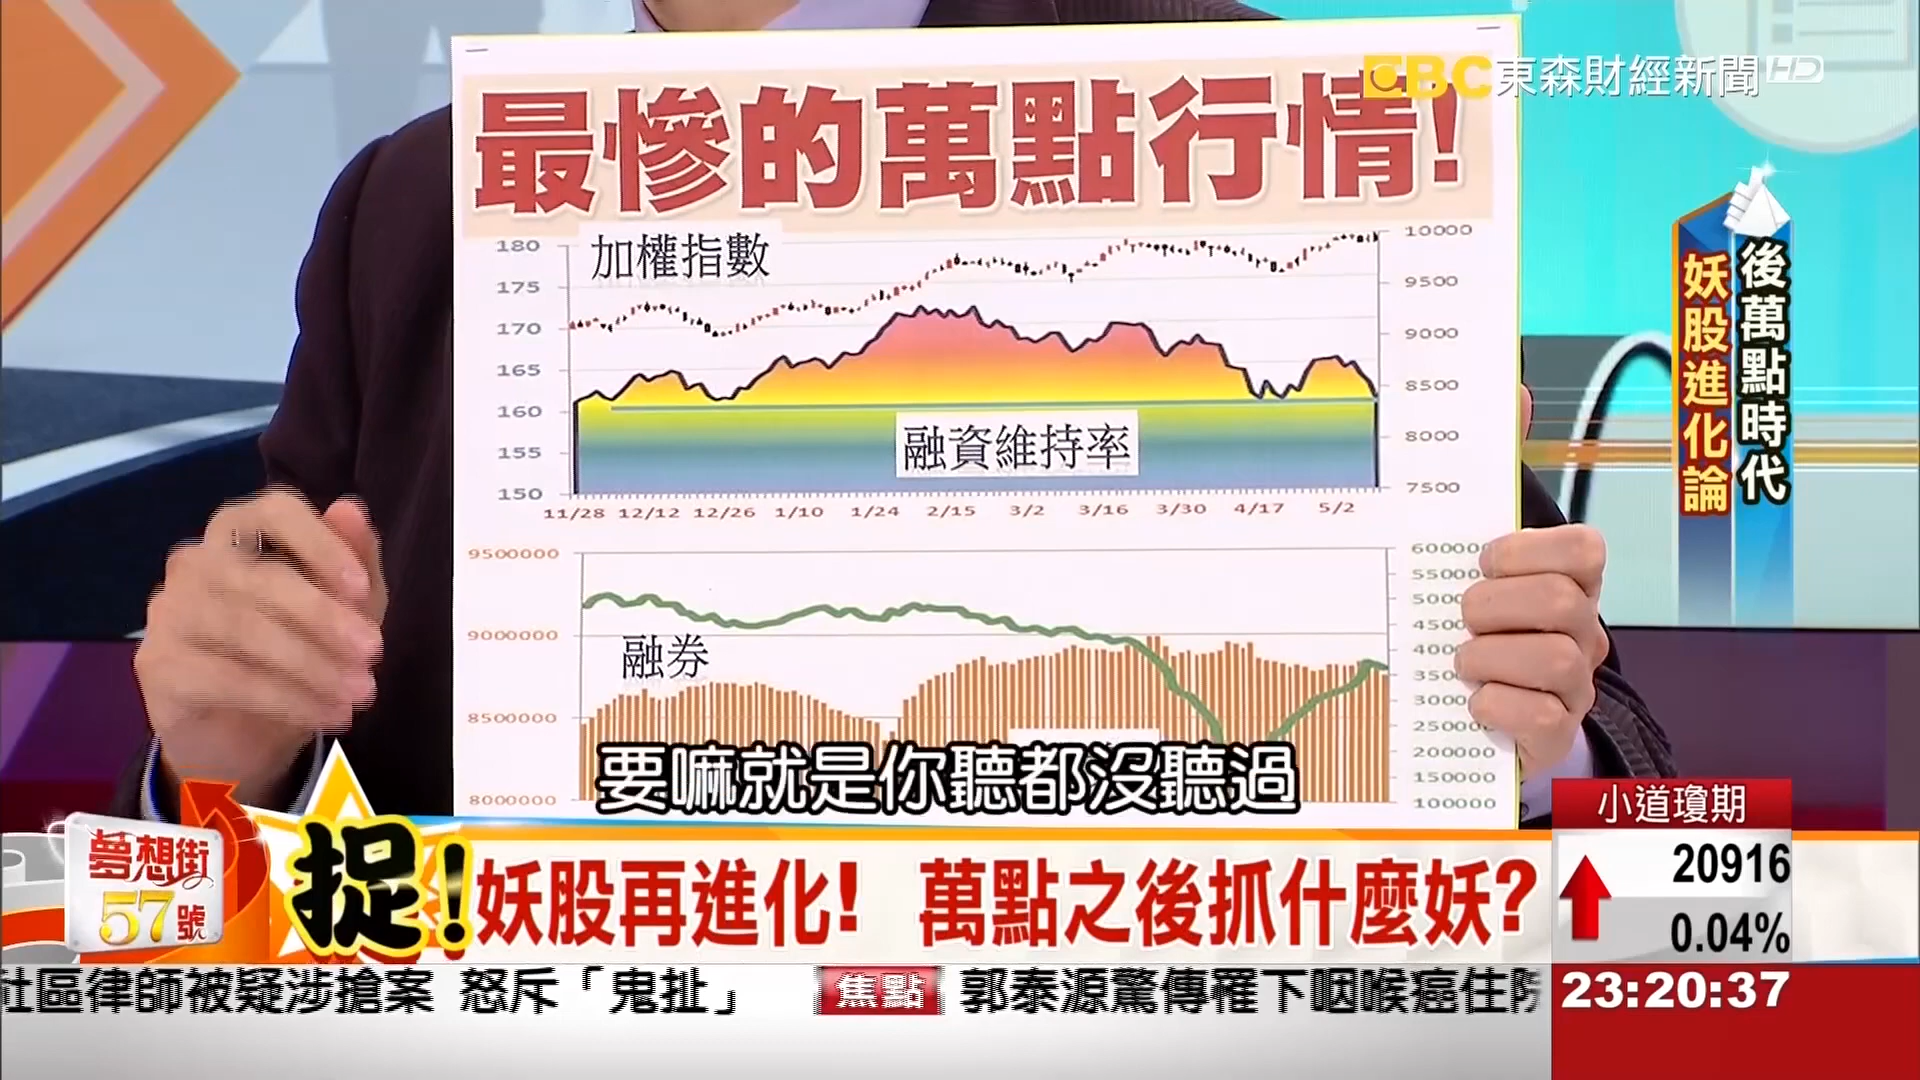 EBC東森財經新聞HD
最慘的萬點行情!
加權指數
180
175
170
165
160
155
150
10000
9500
9000
8500
8000
7500
融資維持率
11/28 12/12 12/26 1/10 1/24 2/15 3/2 3/16 3/30 4/17 5/2
9500000
9000000
8500000
8000000
融券
200000
150000
100000
後萬點時代
妖股進化論
要嘛就是你聽都沒聽過
夢想街
57號
捉!
妖股再進化! 萬點之後抓什麼妖?
小道瓊期
20916
0.04%
社區律師被疑涉搶案 怒斥「鬼扯」 焦點 郭泰源驚傳罹下咽喉癌住院
23:20:37